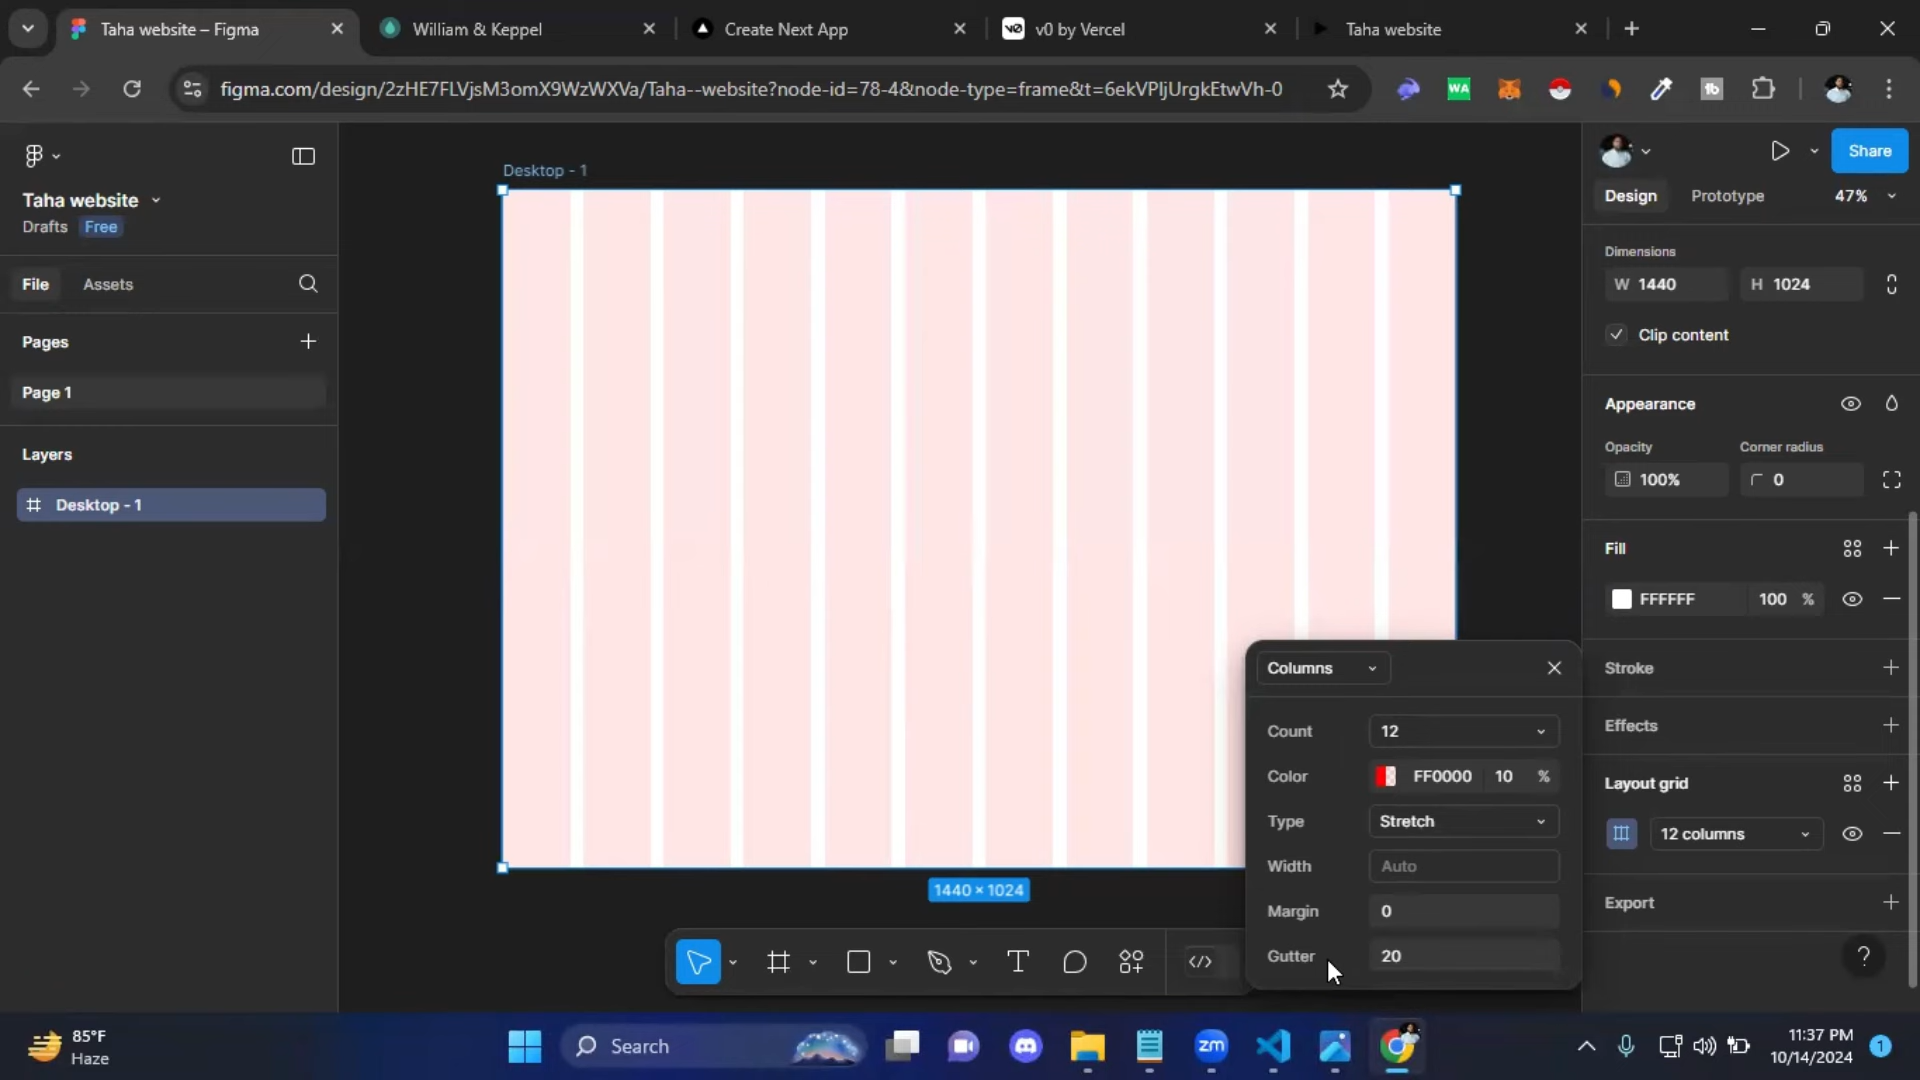 Taha website – Figma
William & Keppel
Create Next App
v0 by Vercel
Taha website
figma.com/design/2zHE7FLVjsM3omX9WzWXVa/Taha--website?node-id=78-4&node-type=frame&t=6ekVPljUrgkEtwVh-0
WA
Taha website
Drafts Free
File Assets
Pages
Page 1
Layers
Desktop - 1
Desktop - 1
1440 × 1024
Share
Design Prototype 47%
Dimensions
W 1440 H 1024
Clip content
Appearance
Opacity Corner radius
100% 0
Fill
FFFFFF 100 %
Stroke
Effects
Layout grid
12 columns
Export
?
Columns
Count 12
Color FF0000 10 %
Type Stretch
Width Auto
Margin 0
Gutter 20
85°F
Haze
Search
zm
11:37 PM
10/14/2024
1